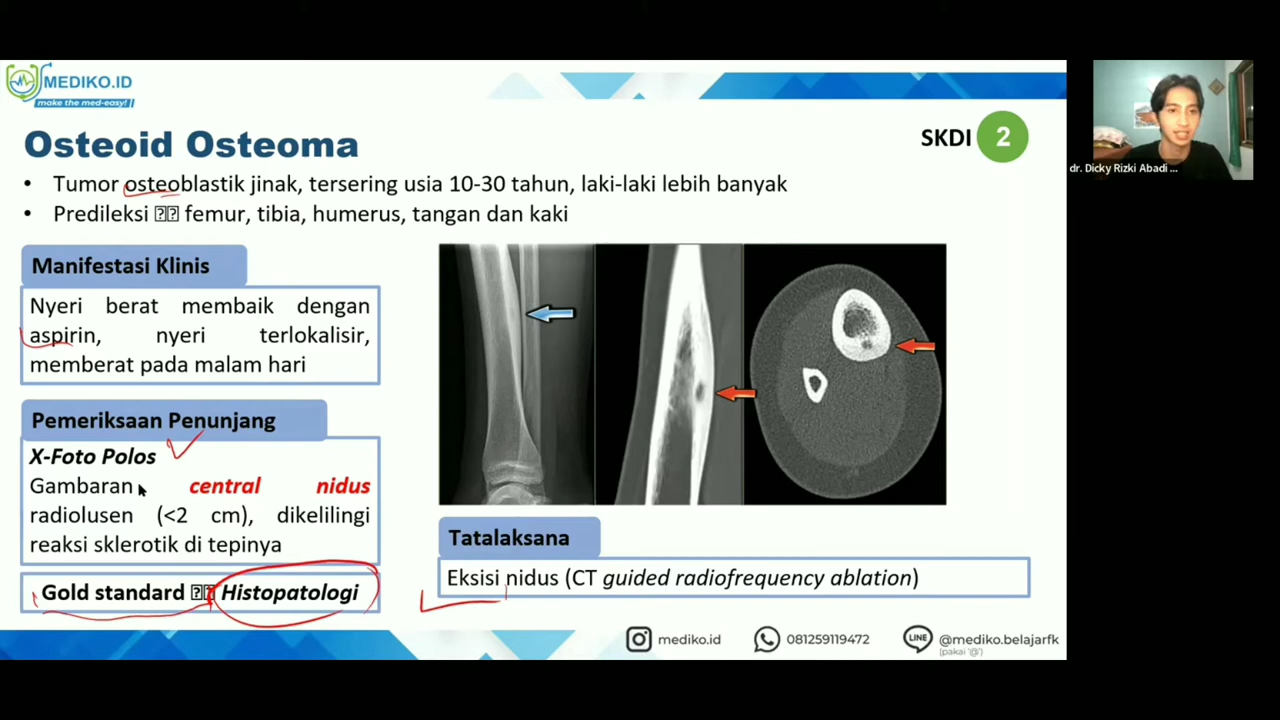 MEDIKO.ID
make the med-easy!
Osteoid Osteoma
SKDI 2
• Tumor osteoblastik jinak, tersering usia 10-30 tahun, laki-laki lebih banyak
• Predileksi femur, tibia, humerus, tangan dan kaki
Manifestasi Klinis
Nyeri berat membaik dengan
aspirin, nyeri terlokalisir,
memberat pada malam hari
Pemeriksaan Penunjang
X-Foto Polos
Gambaran central nidus
radiolusen (<2 cm), dikelilingi
reaksi sklerotik di tepinya
Gold standard Histopatologi
Tatalaksana
Eksisi nidus (CT guided radiofrequency ablation)
mediko.id
081259119472
LINE
@mediko.belajarfk
(pakai '@')
dr. Dicky Rizki Abadi ...